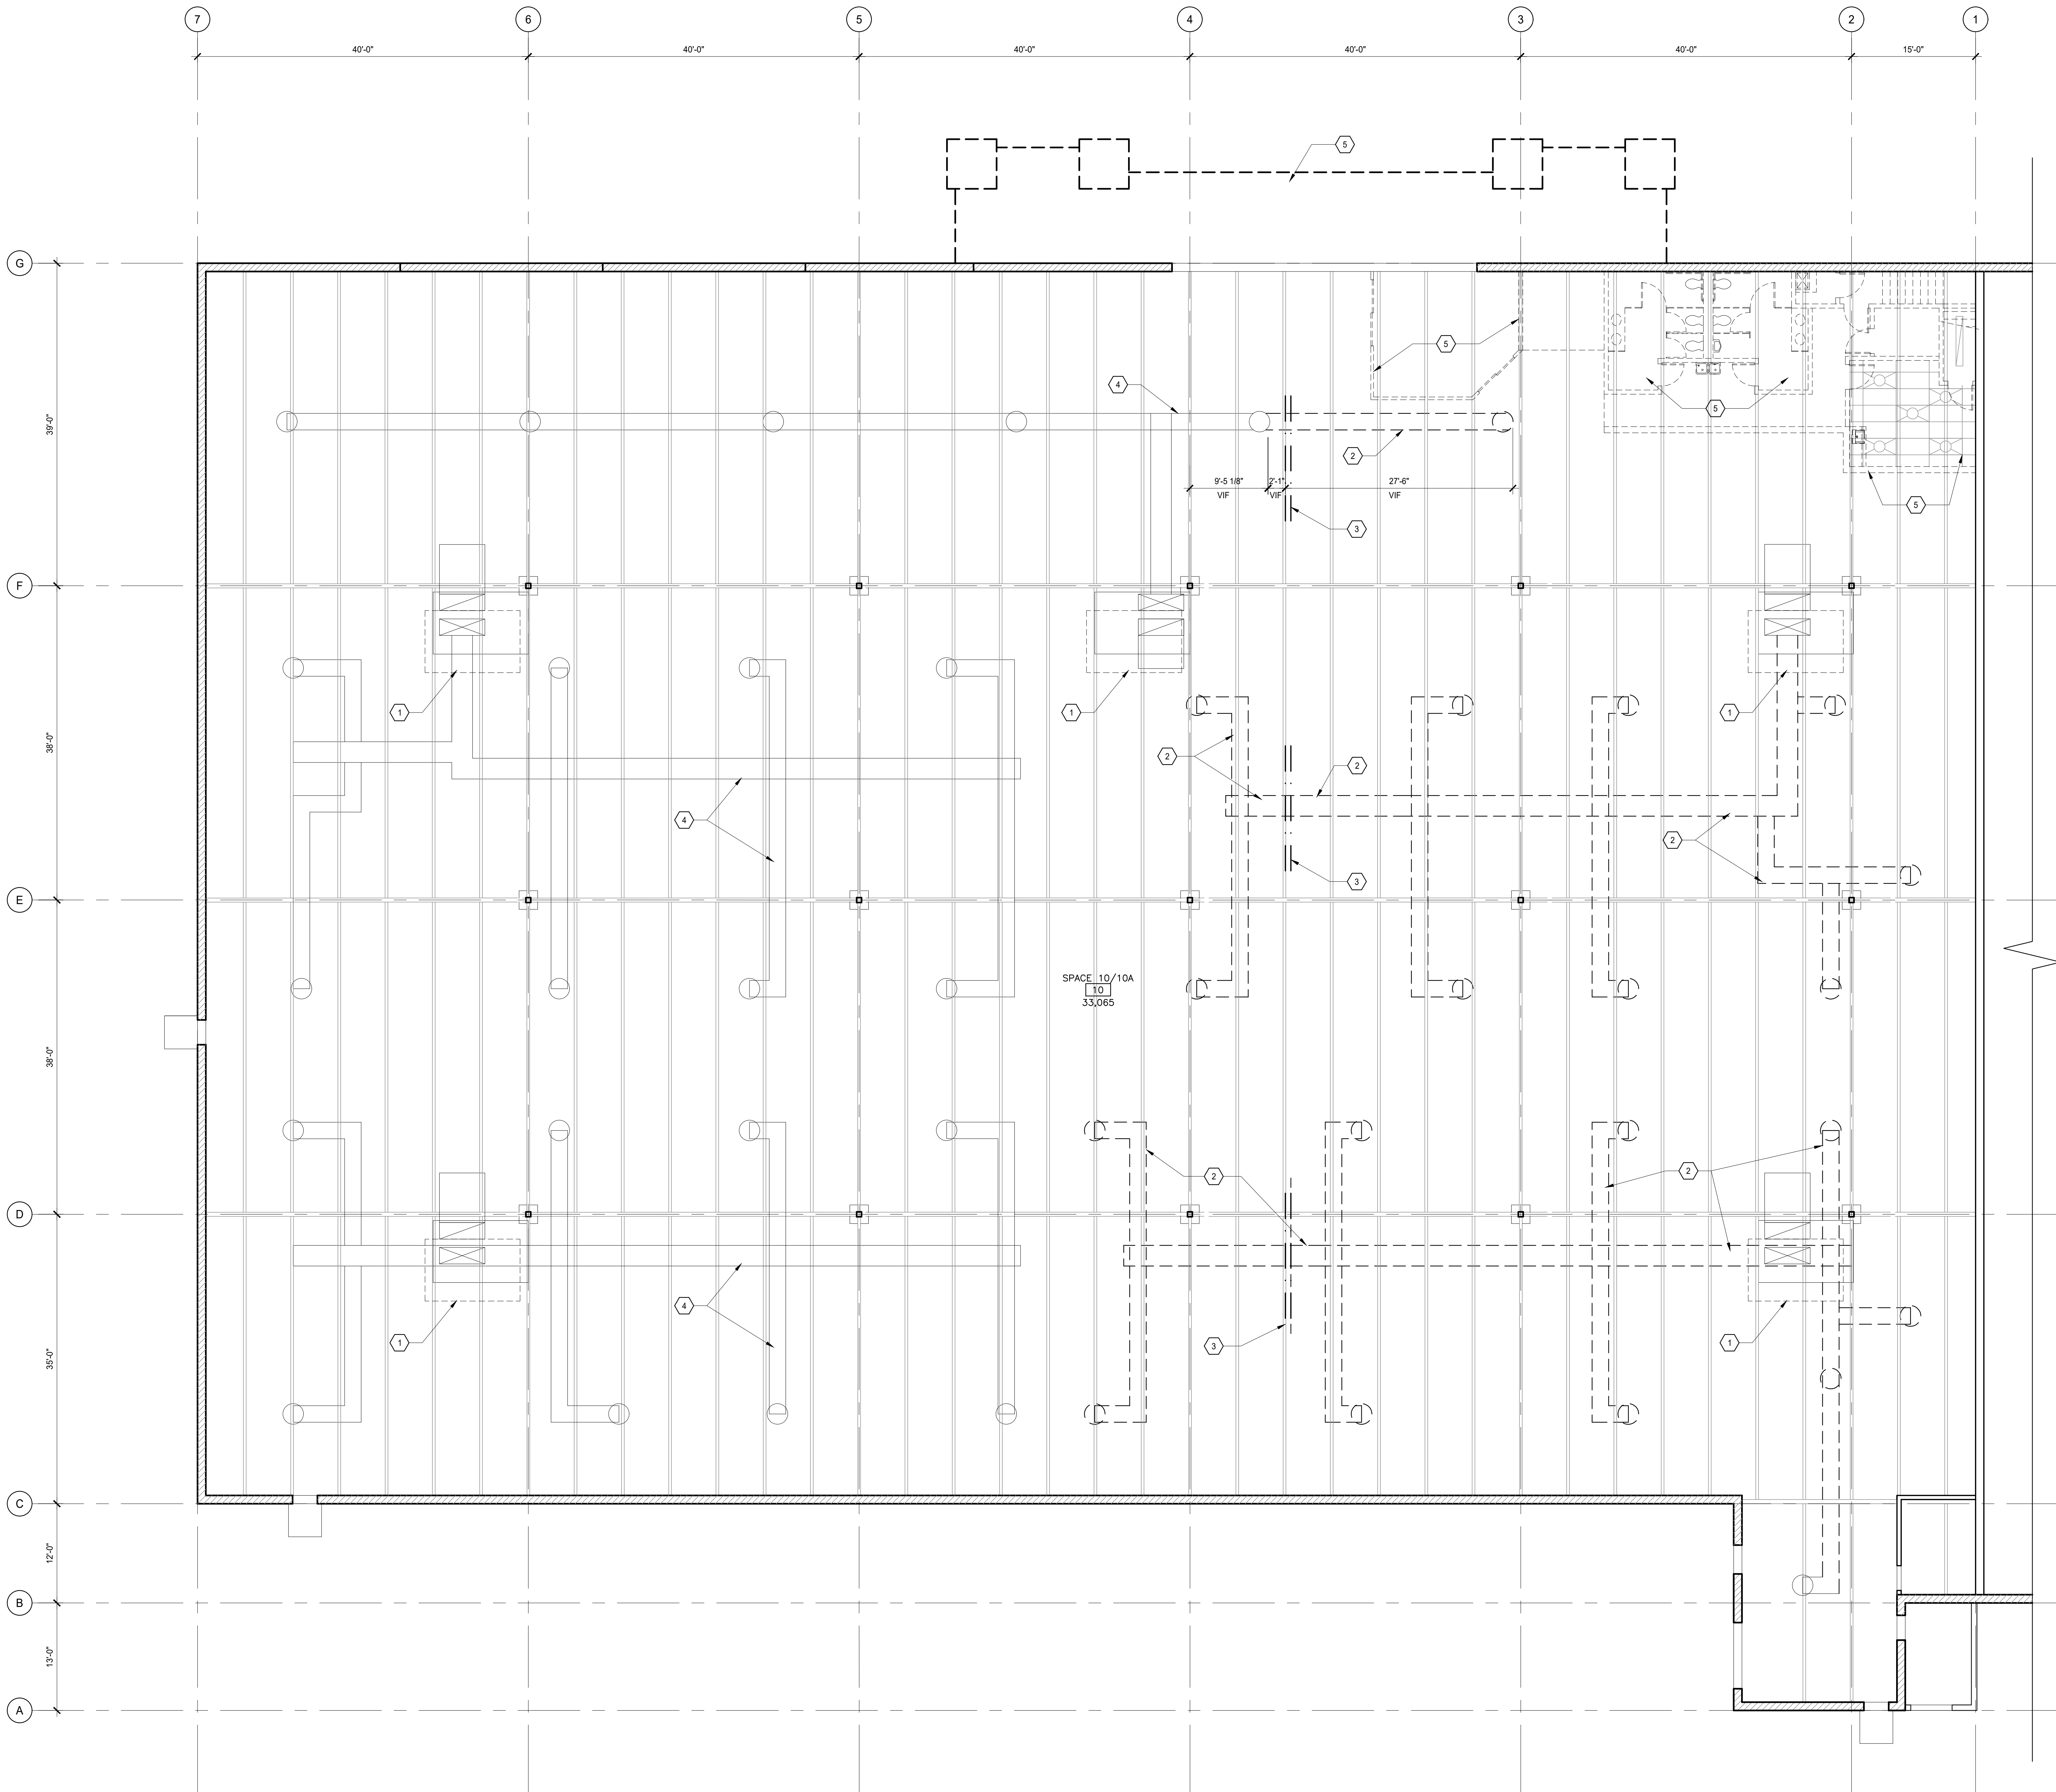 7 6 5 4 3 2 1
40'-0" 40'-0" 40'-0" 40'-0" 40'-0" 15'-0"
5
G
5
4
5
39'-0"
2
5
9'-5 1/8" 2'-1" 27'-6"
VIF VIF VIF
3
F
1 1 1
38'-0"
2 2
4
2
3
E
SPACE 10/10A
10
33,065
38'-0"
2 2
D
4
1 3 1
35'-0"
C
12'-0"
B
13'-0"
A